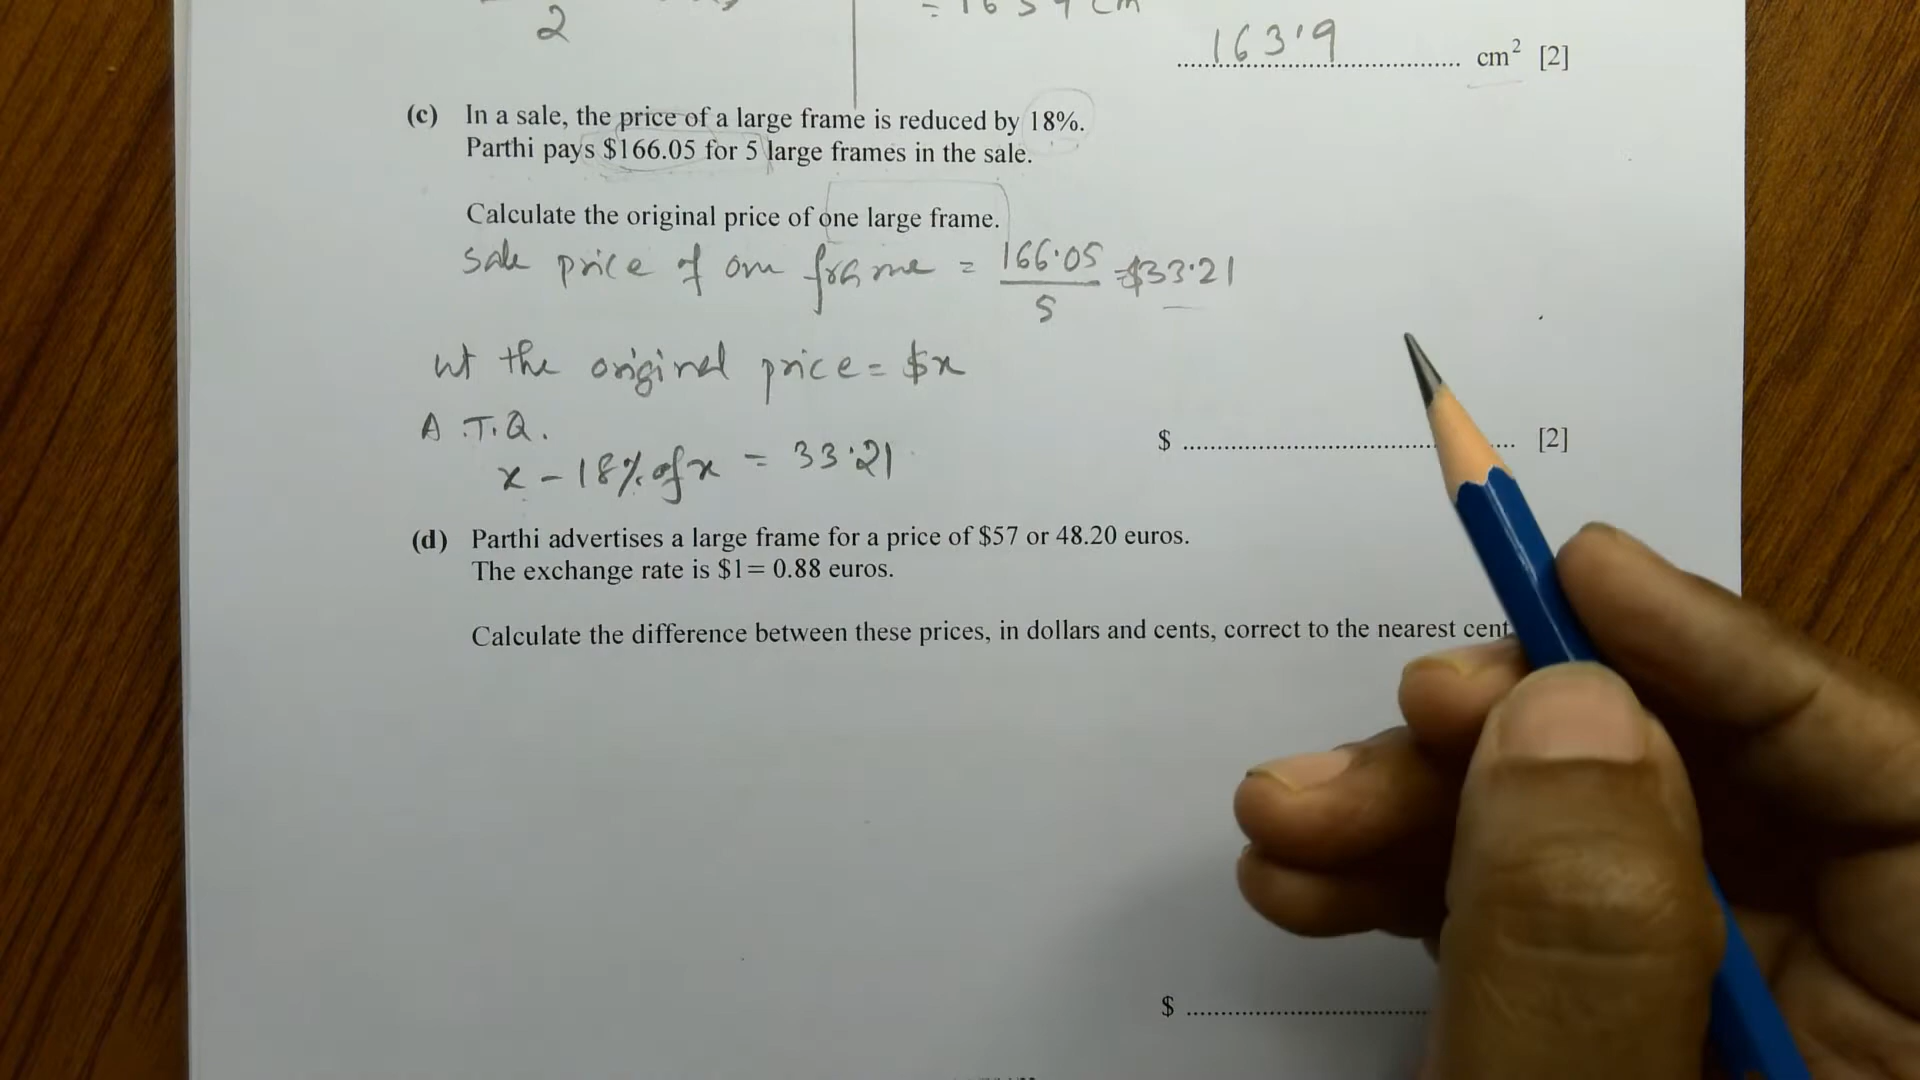 2
163.9
cm² [2]
(c) In a sale, the price of a large frame is reduced by 18%.
Parthi pays $166.05 for 5 large frames in the sale.
Calculate the original price of one large frame.
sale price of one frame = 166.05 / 5 = $33.21
let the original price = $x
A.T.Q.
$ [2]
x - 18% of x = 33.21
(d) Parthi advertises a large frame for a price of $57 or 48.20 euros.
The exchange rate is $1 = 0.88 euros.
Calculate the difference between these prices, in dollars and cents, correct to the nearest cent
$